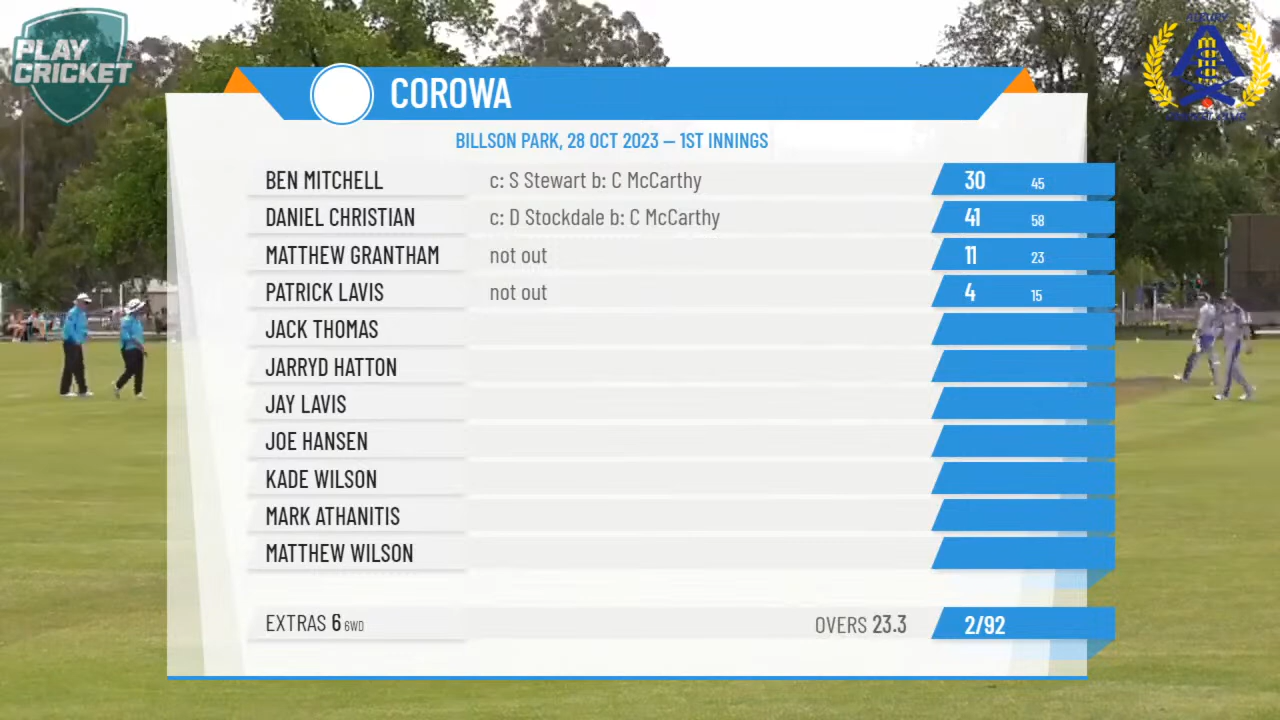 PLAY
CRICKET
COROWA
BILLSON PARK, 28 OCT 2023 – 1ST INNINGS
BEN MITCHELL c: S Stewart b: C McCarthy 30 45
DANIEL CHRISTIAN c: D Stockdale b: C McCarthy 41 58
MATTHEW GRANTHAM not out 11 23
PATRICK LAVIS not out 4 15
JACK THOMAS
JARRYD HATTON
JAY LAVIS
JOE HANSEN
KADE WILSON
MARK ATHANITIS
MATTHEW WILSON
EXTRAS 6 6WD OVERS 23.3 2/92